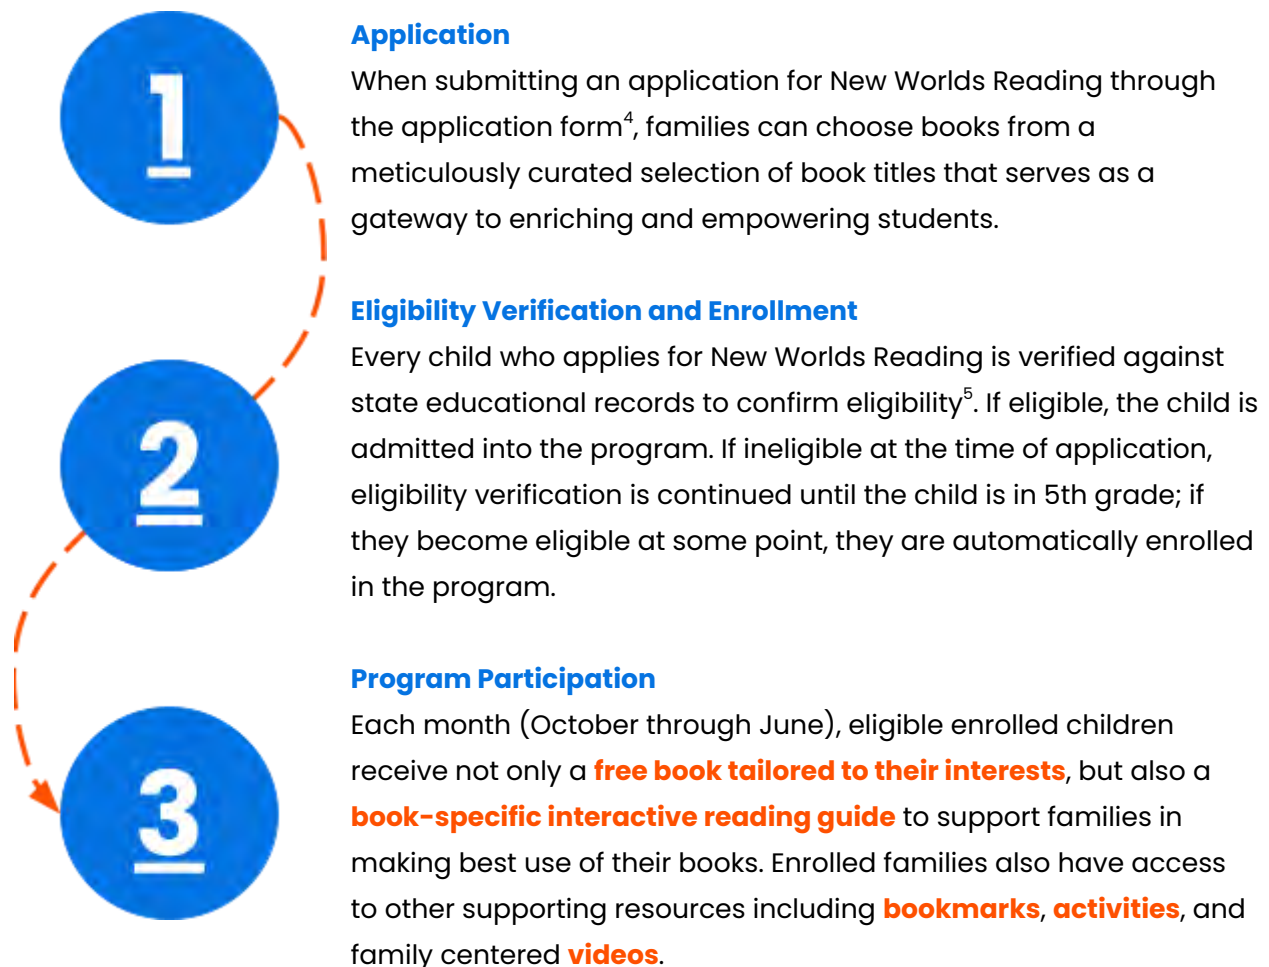 1
Application
When submitting an application for New Worlds Reading through
the application form4, families can choose books from a
meticulously curated selection of book titles that serves as a
gateway to enriching and empowering students.
2
Eligibility Verification and Enrollment
Every child who applies for New Worlds Reading is verified against
state educational records to confirm eligibility5. If eligible, the child is
admitted into the program. If ineligible at the time of application,
eligibility verification is continued until the child is in 5th grade; if
they become eligible at some point, they are automatically enrolled
in the program.
3
Program Participation
Each month (October through June), eligible enrolled children
receive not only a free book tailored to their interests, but also a
book-specific interactive reading guide to support families in
making best use of their books. Enrolled families also have access
to other supporting resources including bookmarks, activities, and
family centered videos.